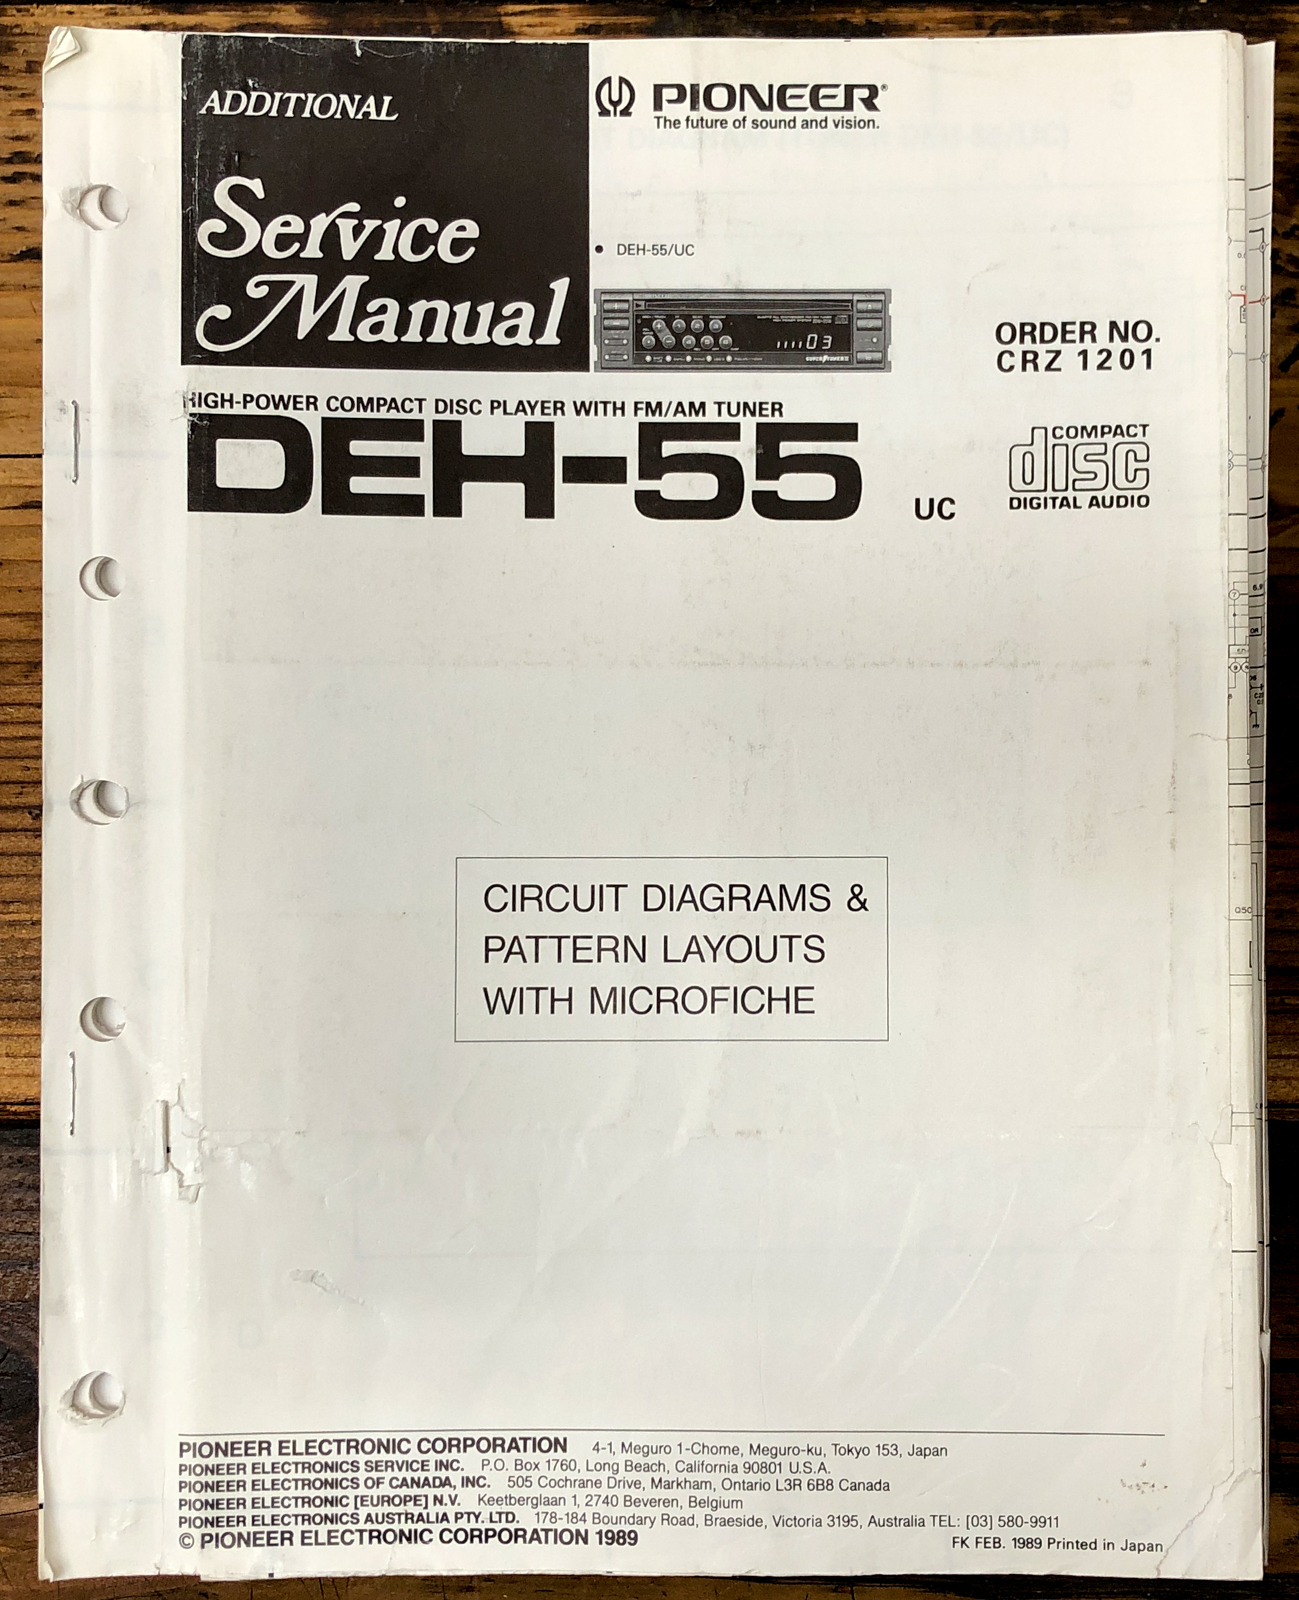 ADDITIONAL
Service
Manual
PIONEER®
The future of sound and vision.
• DEH-55/UC
03
ORDER NO.
CRZ 1201
HIGH-POWER COMPACT DISC PLAYER WITH FM/AM TUNER
DEH-55 UC
COMPACT
disc
DIGITAL AUDIO
CIRCUIT DIAGRAMS &
PATTERN LAYOUTS
WITH MICROFICHE
PIONEER ELECTRONIC CORPORATION 4-1, Meguro 1-Chome, Meguro-ku, Tokyo 153, Japan
PIONEER ELECTRONICS SERVICE INC. P.O. Box 1760, Long Beach, California 90801 U.S.A.
PIONEER ELECTRONICS OF CANADA, INC. 505 Cochrane Drive, Markham, Ontario L3R 6B8 Canada
PIONEER ELECTRONIC [EUROPE] N.V. Keetberglaan 1, 2740 Beveren, Belgium
PIONEER ELECTRONICS AUSTRALIA PTY. LTD. 178-184 Boundary Road, Braeside, Victoria 3195, Australia TEL: [03] 580-9911
© PIONEER ELECTRONIC CORPORATION 1989
FK FEB. 1989 Printed in Japan